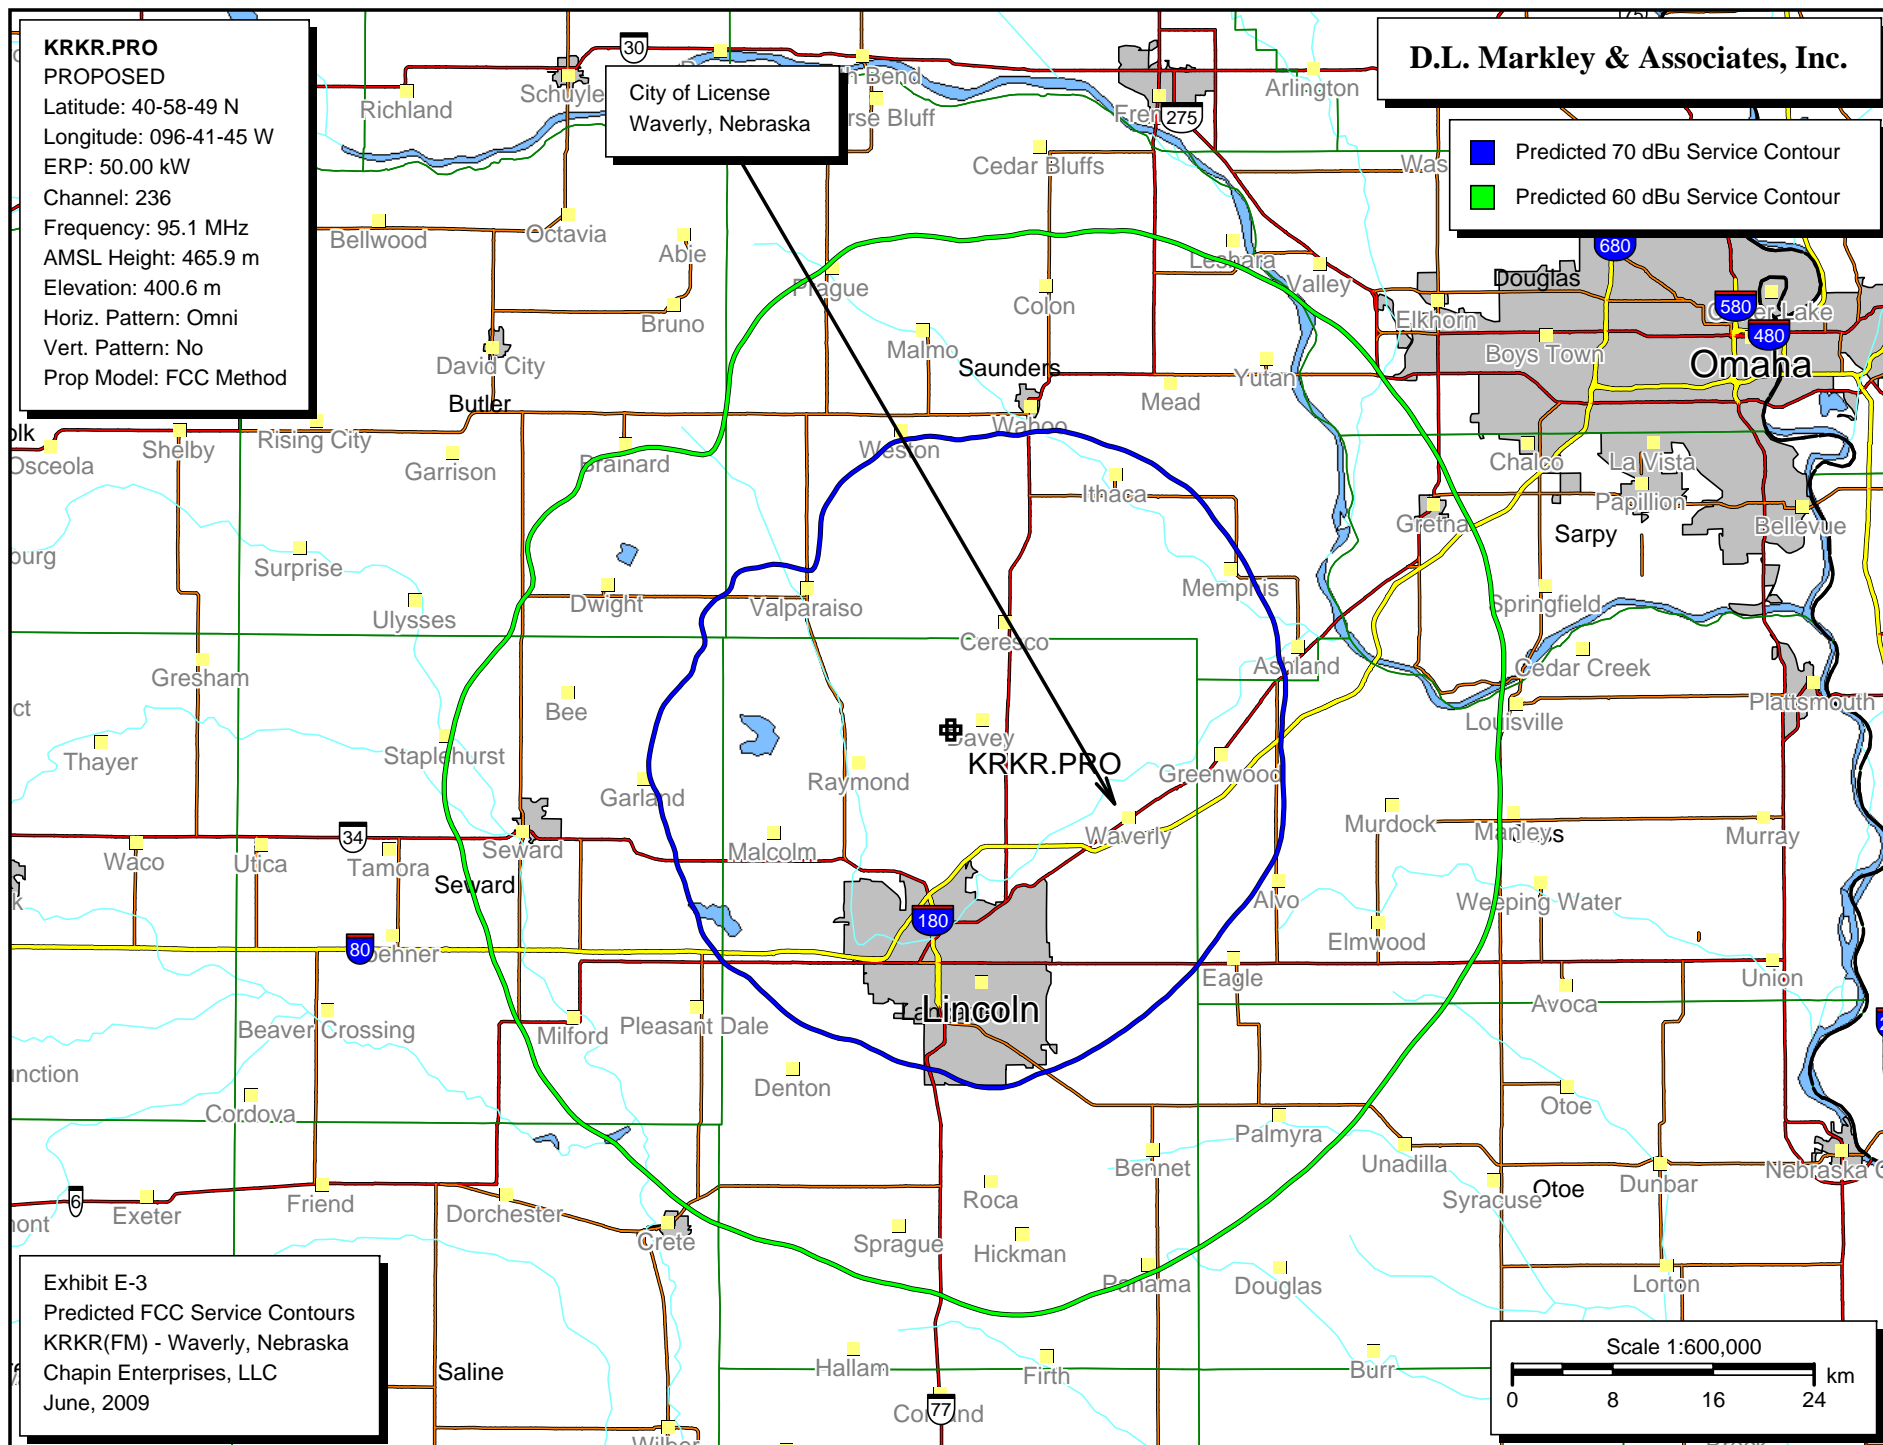 KRKR.PRO
PROPOSED
Latitude: 40-58-49 N
Longitude: 096-41-45 W
ERP: 50.00 kW
Channel: 236
Frequency: 95.1 MHz
AMSL Height: 465.9 m
Elevation: 400.6 m
Horiz. Pattern: Omni
Vert. Pattern: No
Prop Model: FCC Method
City of License
Waverly, Nebraska
D.L. Markley & Associates, Inc.
Predicted 70 dBu Service Contour
Predicted 60 dBu Service Contour
30
275
Richland
Schuyle
Bend
rse Bluff
Arlington
Cedar Bluffs
Was
Bellwood
Octavia
Abie
Leshara
Valley
Prague
Colon
Bruno
Elkhorn
Douglas
680
580
480
Lake
Boys Town
Omaha
David City
Malmo
Saunders
Yutan
Mead
Butler
Wahoo
Shelby
Rising City
Osceola
Garrison
Brainard
Weston
Ithaca
Chalco
La Vista
Papillion
Gretna
Bellevue
Sarpy
Surprise
Ulysses
Dwight
Valparaiso
Memphis
Springfield
Ceresco
Ashland
Cedar Creek
Gresham
Bee
Plattsmouth
Louisville
Thayer
Staplehurst
Davey
KRKR.PRO
Raymond
Greenwood
Garland
Murdock
Manley
Murray
Waverly
34
Waco
Utica
Tamora
Seward
Malcolm
Seward
Alvo
Weeping Water
180
80
Elmwood
Eagle
Union
Avoca
Lincoln
Beaver Crossing
Milford
Pleasant Dale
Denton
Cordova
Otoe
Palmyra
Bennet
Unadilla
Syracuse
Otoe
Dunbar
Nebraska
6
Exeter
Friend
Dorchester
Crete
Roca
Sprague
Hickman
Panama
Douglas
Lorton
Hallam
Firth
Burr
Saline
77
Exhibit E-3
Predicted FCC Service Contours
KRKR(FM) - Waverly, Nebraska
Chapin Enterprises, LLC
June, 2009
Scale 1:600,000
km
0 8 16 24